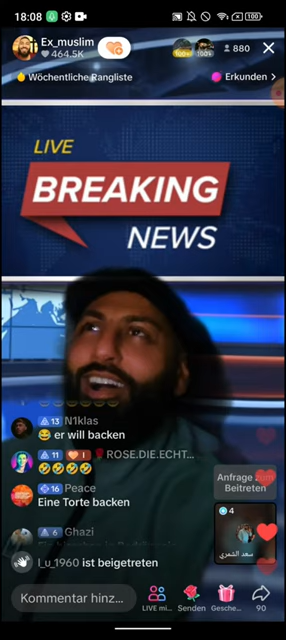 18:08
100
Ex_muslim
464.5K
880
Wöchentliche Rangliste
Erkunden
LIVE
BREAKING
NEWS
13 N1klas
😂 er will backen
11 1 🌹ROSE.DIE.ECHT...
🤣🤣🤣🤣
16 Peace
Eine Torte backen
6 Ghazi
l_u_1960 ist beigetreten
Anfrage zum
Beitreten
4
سعد الشمري
Kommentar hinz...
LIVE mi...
Senden
Gesche...
90